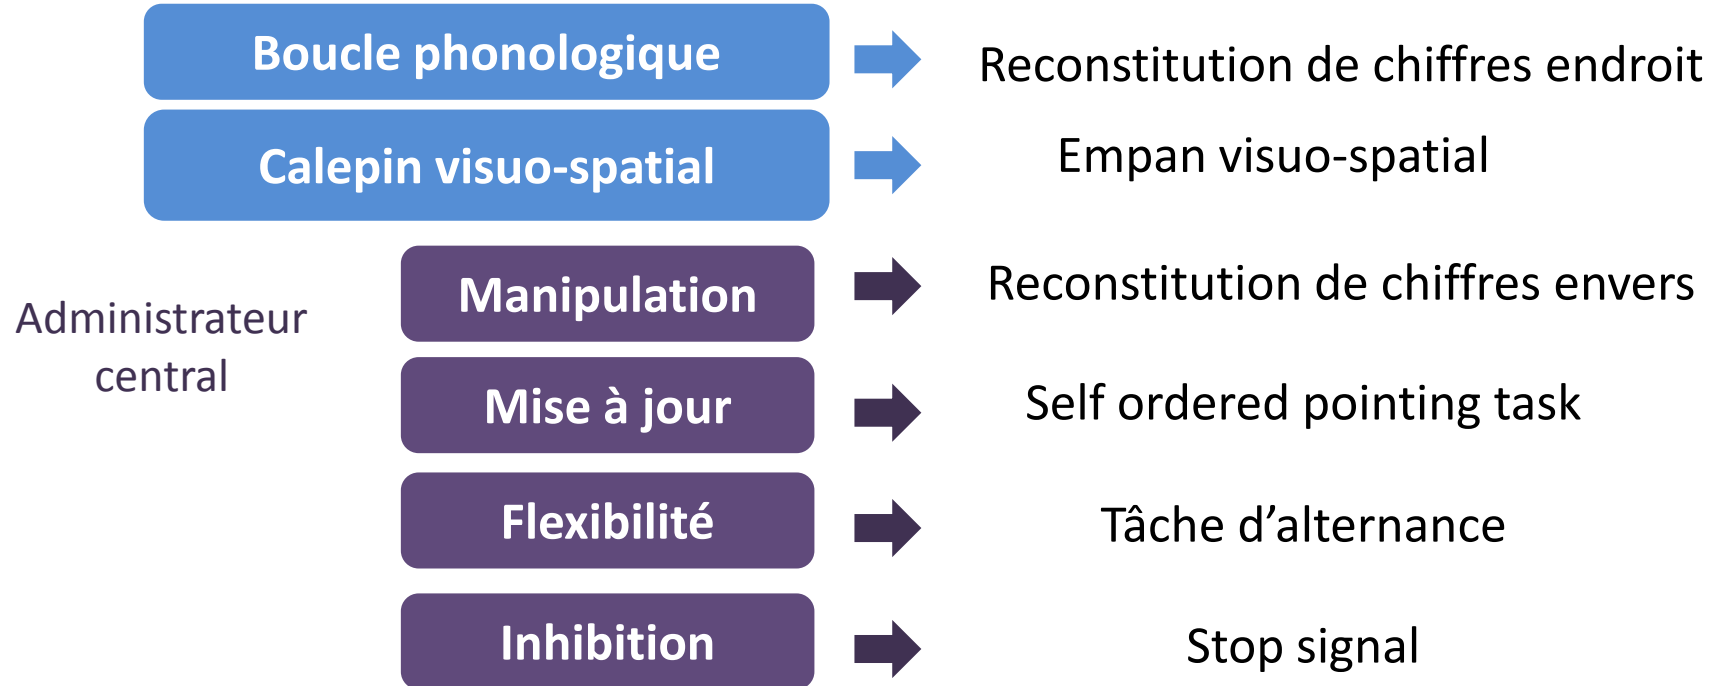 Boucle phonologique
Reconstitution de chiffres endroit
Calepin visuo-spatial
Empan visuo-spatial
Administrateur
central
Manipulation
Reconstitution de chiffres envers
Mise à jour
Self ordered pointing task
Flexibilité
Tâche d’alternance
Inhibition
Stop signal